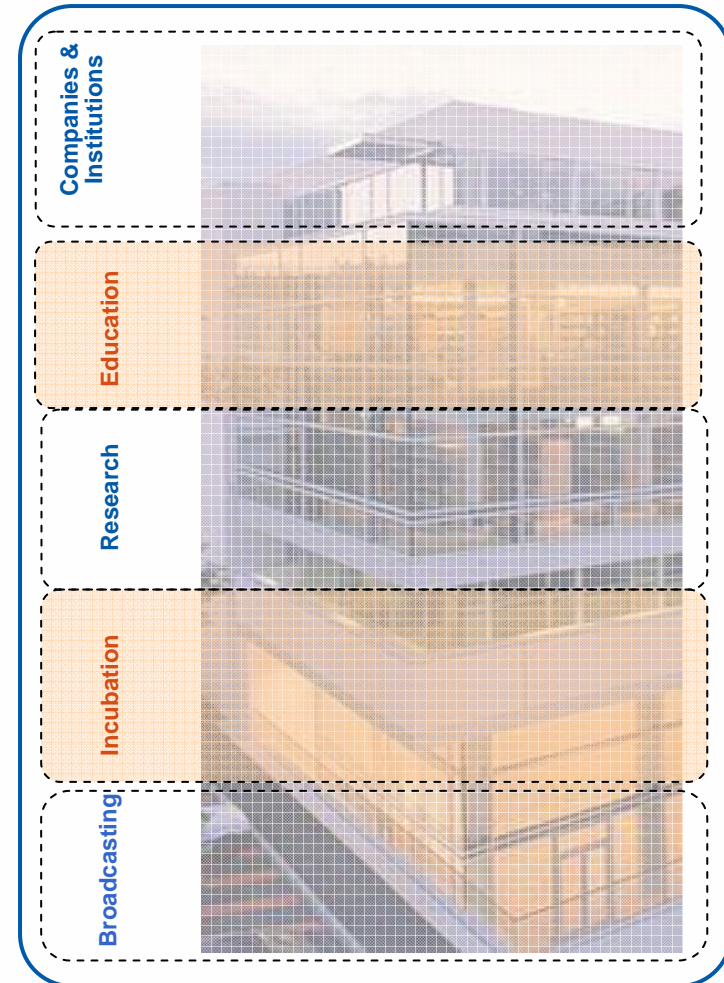 Companies &
Institutions
Education
Research
Incubation
Broadcasting